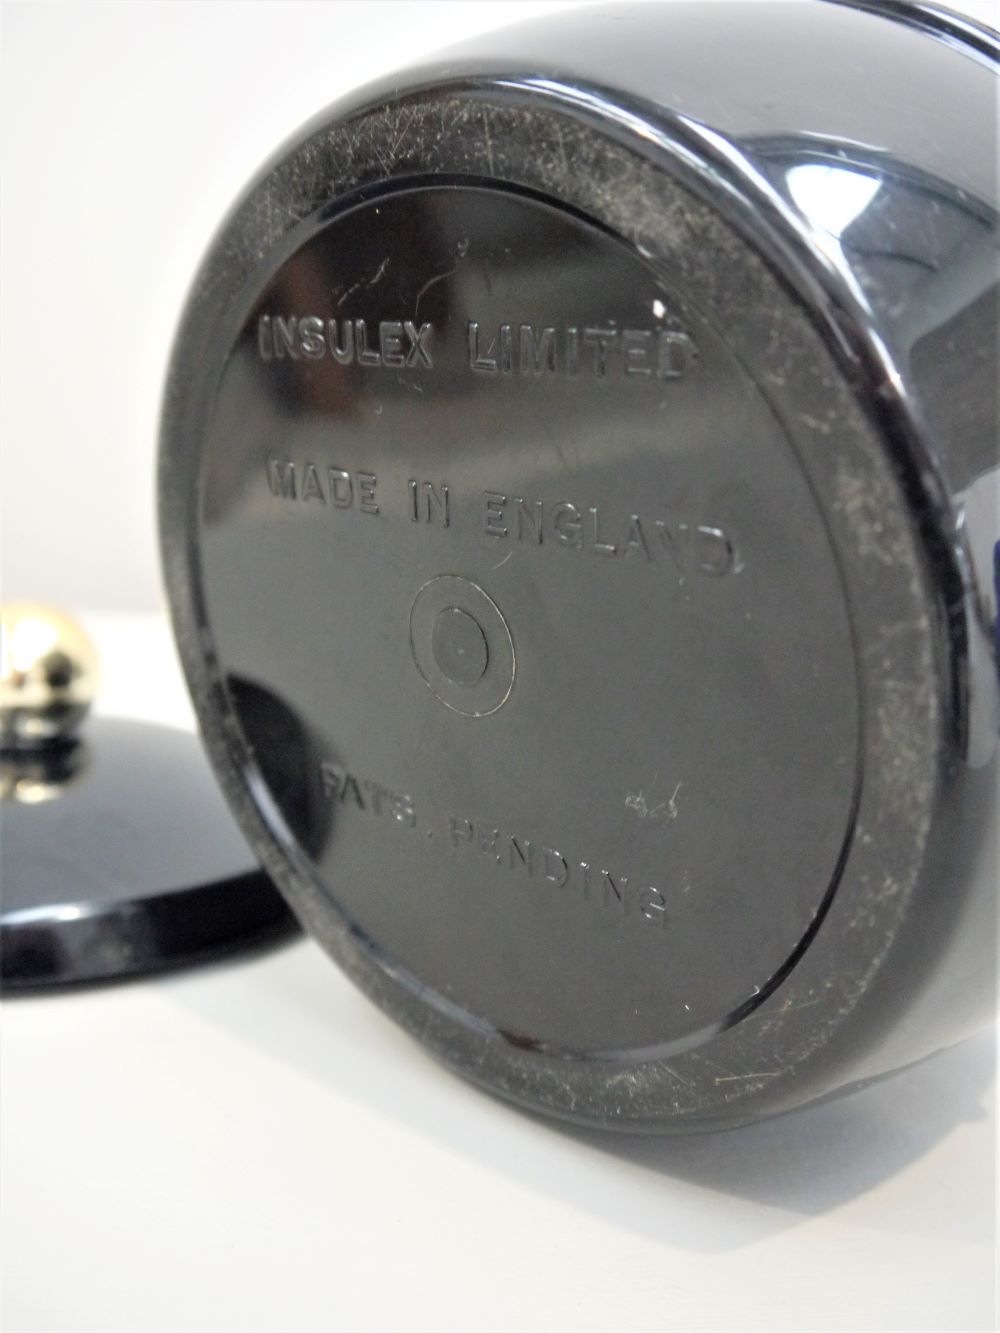 INSULEX LIMITED
MADE IN ENGLAND
PATS. PENDING